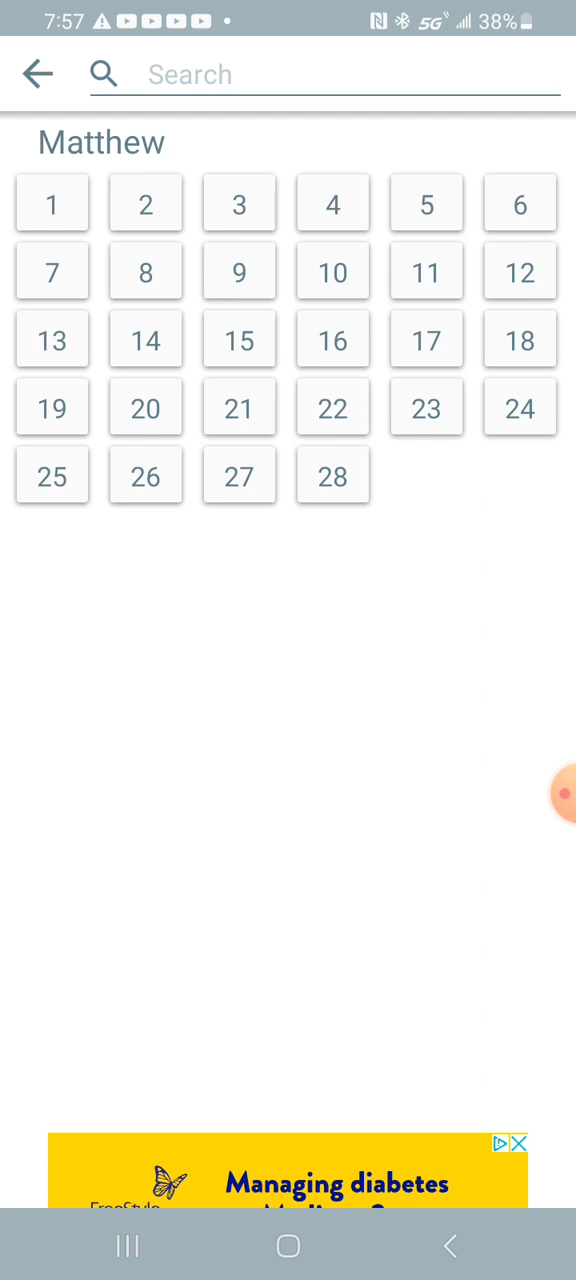 7:57 5G 38%
Search
Matthew
1 2 3 4 5 6
7 8 9 10 11 12
13 14 15 16 17 18
19 20 21 22 23 24
25 26 27 28
Managing diabetes
FreeStyle